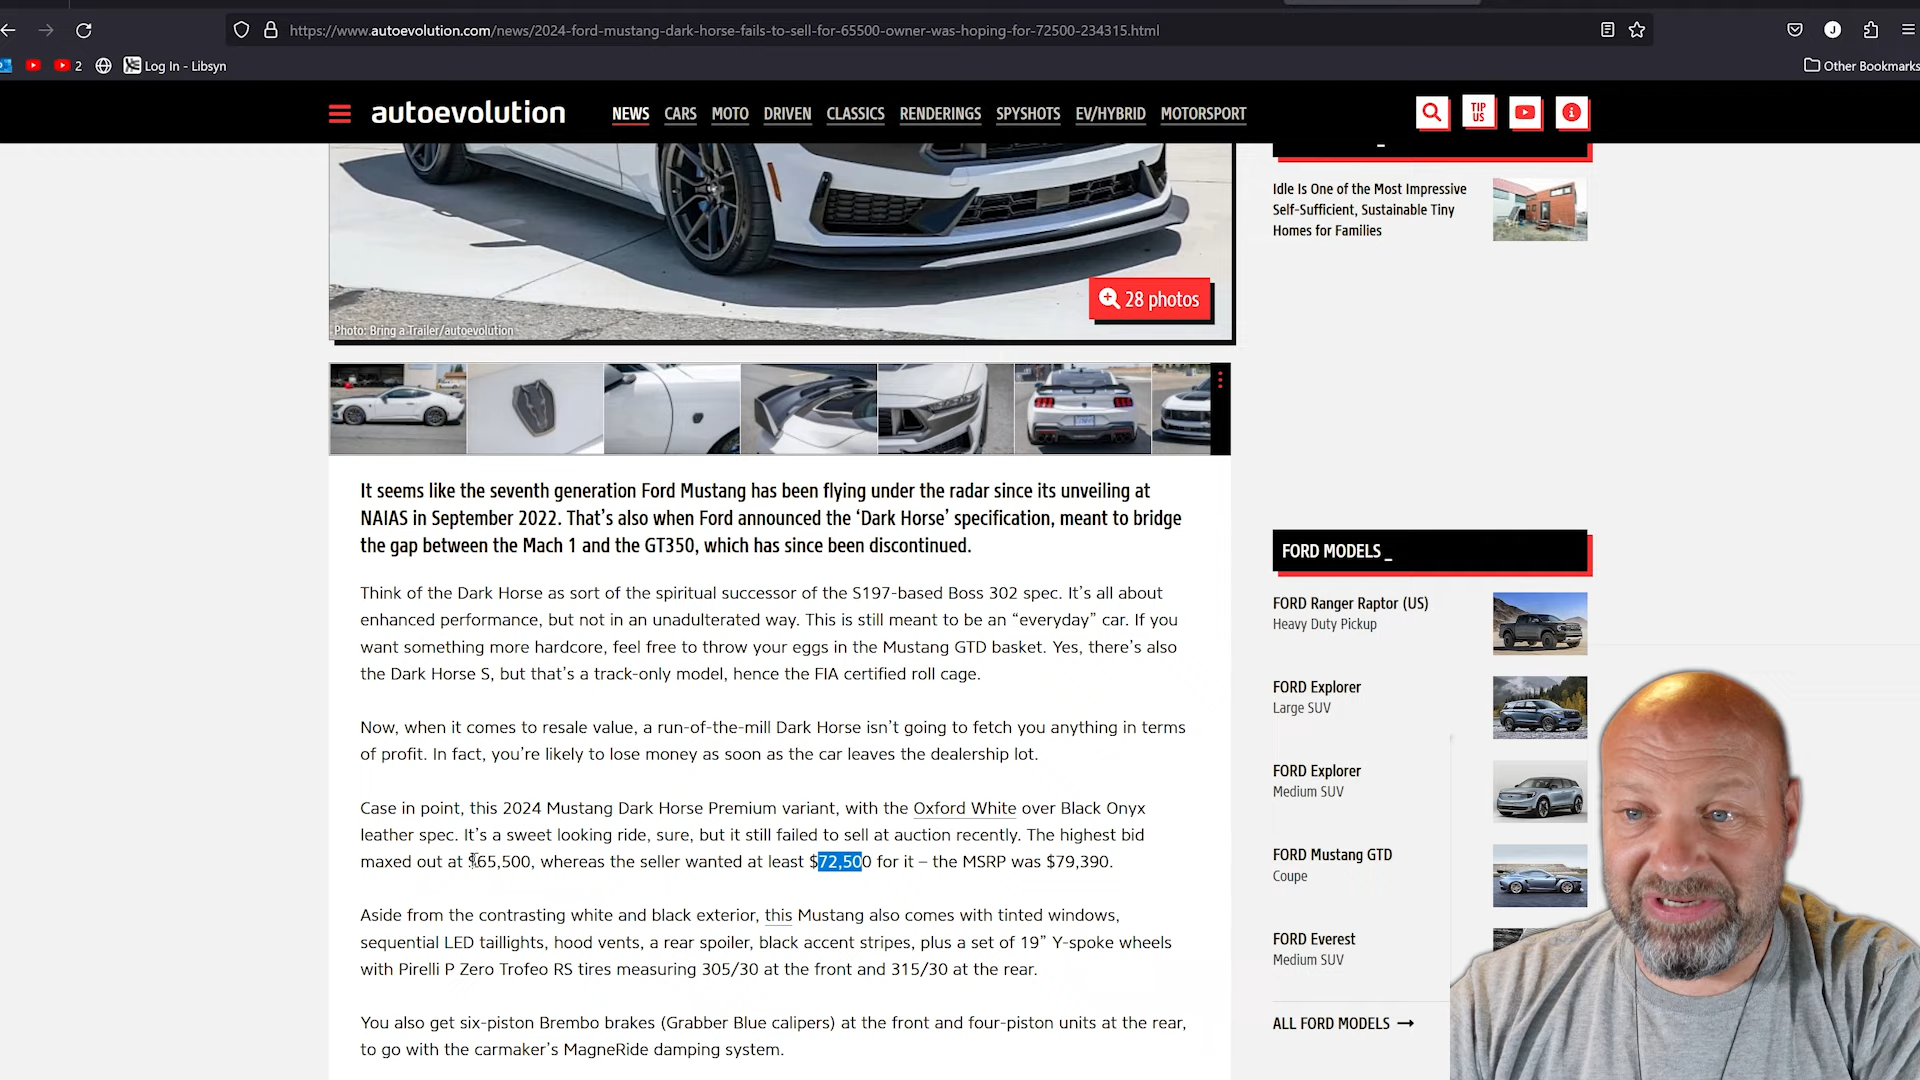 https://www.autoevolution.com/news/2024-ford-mustang-dark-horse-fails-to-sell-for-65500-owner-was-hoping-for-72500-234315.html
J
2
Log In - Libsyn
Other Bookmarks
autoevolution
NEWS CARS MOTO DRIVEN CLASSICS RENDERINGS SPYSHOTS EV/HYBRID MOTORSPORT
TIP
US
Idle Is One of the Most Impressive
Self-Sufficient, Sustainable Tiny
Homes for Families
28 photos
Photo: Bring a Trailer/autoevolution
It seems like the seventh generation Ford Mustang has been flying under the radar since its unveiling at
NAIAS in September 2022. That's also when Ford announced the ‘Dark Horse’ specification, meant to bridge
the gap between the Mach 1 and the GT350, which has since been discontinued.
Think of the Dark Horse as sort of the spiritual successor of the S197-based Boss 302 spec. It’s all about
enhanced performance, but not in an unadulterated way. This is still meant to be an “everyday” car. If you
want something more hardcore, feel free to throw your eggs in the Mustang GTD basket. Yes, there’s also
the Dark Horse S, but that’s a track-only model, hence the FIA certified roll cage.
Now, when it comes to resale value, a run-of-the-mill Dark Horse isn’t going to fetch you anything in terms
of profit. In fact, you’re likely to lose money as soon as the car leaves the dealership lot.
Case in point, this 2024 Mustang Dark Horse Premium variant, with the Oxford White over Black Onyx
leather spec. It’s a sweet looking ride, sure, but it still failed to sell at auction recently. The highest bid
maxed out at $65,500, whereas the seller wanted at least $72,500 for it – the MSRP was $79,390.
Aside from the contrasting white and black exterior, this Mustang also comes with tinted windows,
sequential LED taillights, hood vents, a rear spoiler, black accent stripes, plus a set of 19” Y-spoke wheels
with Pirelli P Zero Trofeo RS tires measuring 305/30 at the front and 315/30 at the rear.
You also get six-piston Brembo brakes (Grabber Blue calipers) at the front and four-piston units at the rear,
to go with the carmaker’s MagneRide damping system.
FORD MODELS _
FORD Ranger Raptor (US)
Heavy Duty Pickup
FORD Explorer
Large SUV
FORD Explorer
Medium SUV
FORD Mustang GTD
Coupe
FORD Everest
Medium SUV
ALL FORD MODELS